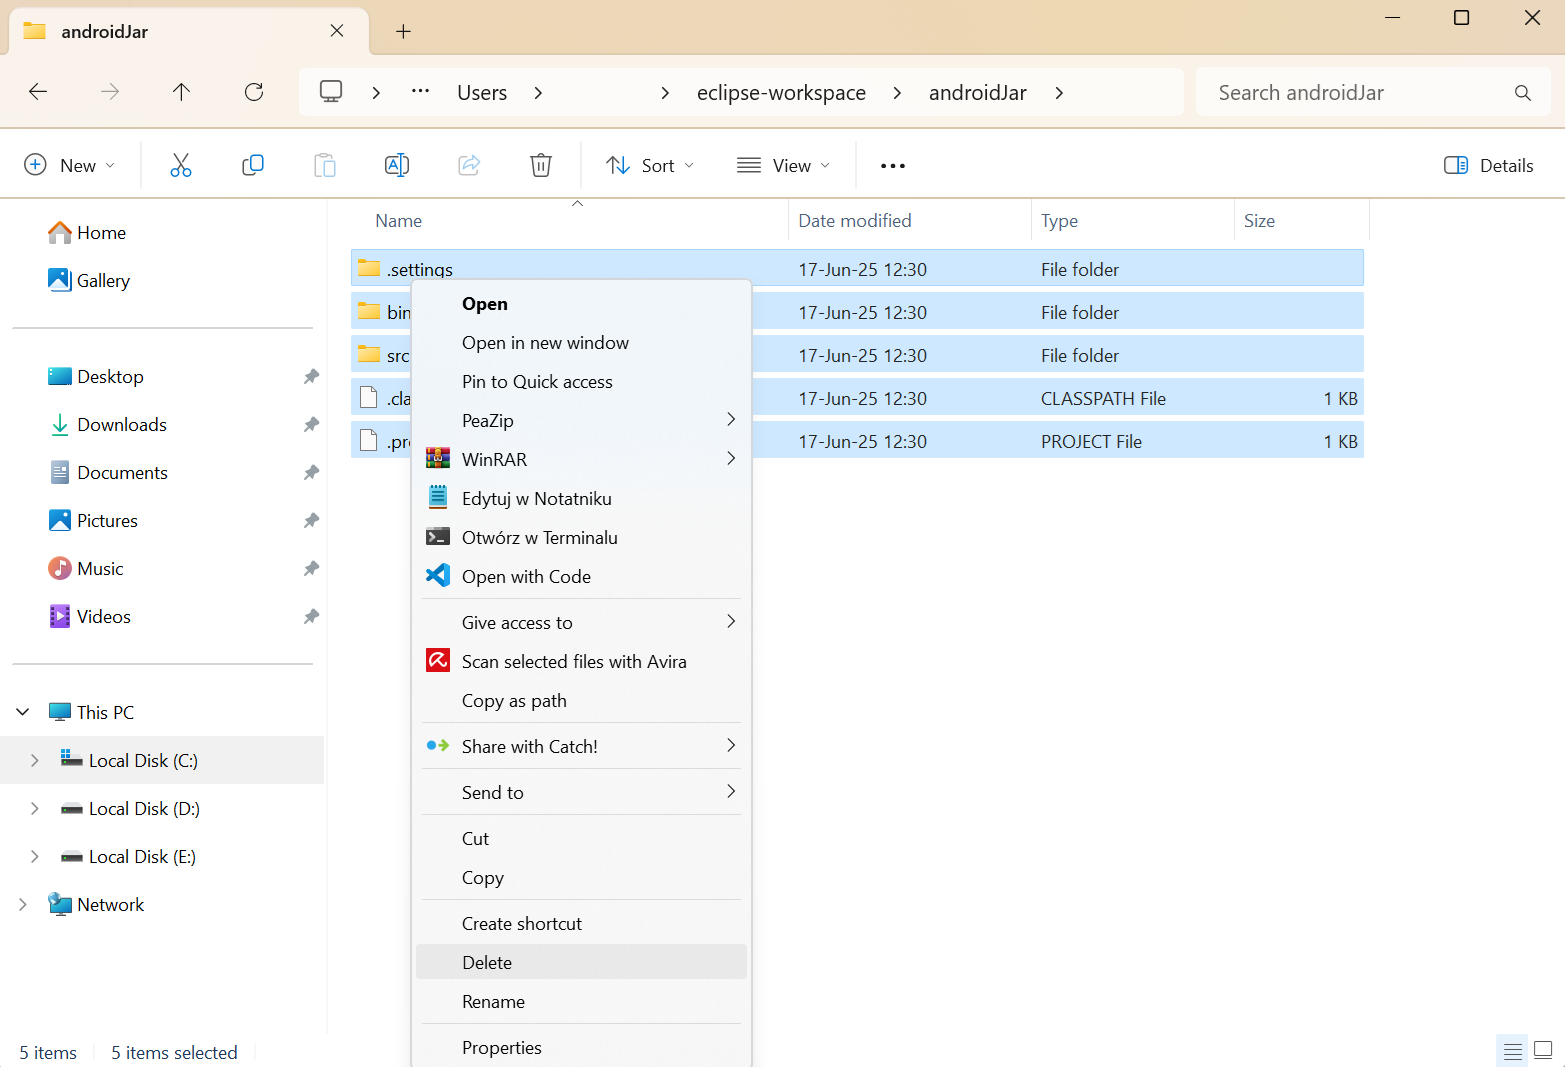 androidJar
Users eclipse-workspace androidJar
Search androidJar
New Sort View Details
Name Date modified Type Size
Home
Gallery
Desktop
Downloads
Documents
Pictures
Music
Videos
This PC
Local Disk (C:)
Local Disk (D:)
Local Disk (E:)
Network
.settings 17-Jun-25 12:30 File folder
bin 17-Jun-25 12:30 File folder
src 17-Jun-25 12:30 File folder
17-Jun-25 12:30 CLASSPATH File 1 KB
17-Jun-25 12:30 PROJECT File 1 KB
Open
Open in new window
Pin to Quick access
PeaZip
WinRAR
Edytuj w Notatniku
Otwórz w Terminalu
Open with Code
Give access to
Scan selected files with Avira
Copy as path
Share with Catch!
Send to
Cut
Copy
Create shortcut
Delete
Rename
Properties
5 items 5 items selected